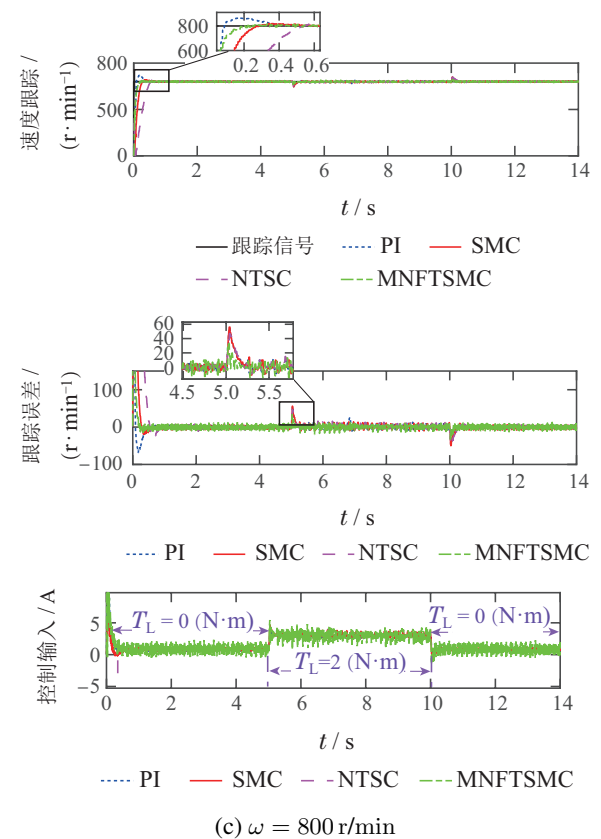 800
600
0.2 0.4 0.6
速度跟踪 /
(r· min⁻¹)
800
500
0
0 2 4 6 8 10 12 14
t / s
跟踪信号 PI SMC
NTSC MNFTSMC
60
40
20
0
4.5 5.0 5.5
跟踪误差 /
(r· min⁻¹)
100
0
−100
0 2 4 6 8 10 12 14
t / s
PI SMC NTSC MNFTSMC
控制输入 / A
5
0
−5
T_L = 0 (N·m) T_L = 0 (N·m)
T_L=2 (N·m)
0 2 4 6 8 10 12 14
t / s
PI SMC NTSC MNFTSMC
(c) ω = 800 r/min